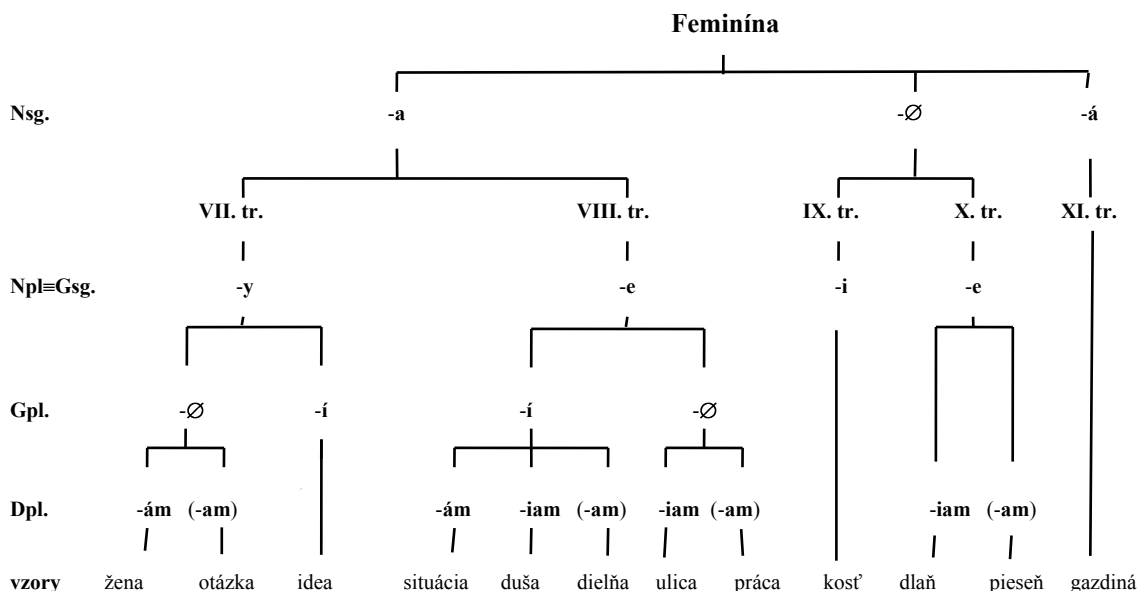 Feminína
Nsg. -a -∅ -á
VII. tr. VIII. tr. IX. tr. X. tr. XI. tr.
Npl≡Gsg. -y -e -i -e
Gpl. -∅ -í -í -∅
Dpl. -ám (-am) -ám -iam (-am) -iam (-am) -iam (-am)
vzory žena otázka idea situácia duša dielňa ulica práca kosť dlaň pieseň gazdiná